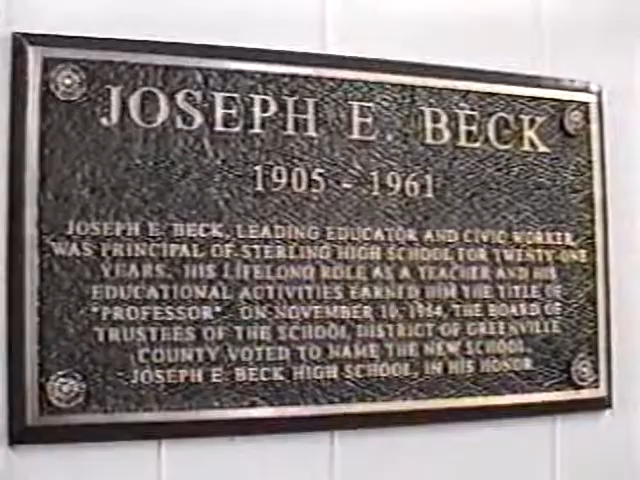 JOSEPH E. BECK
1905 - 1961
JOSEPH E. BECK, LEADING EDUCATOR AND CIVIC WORKER,
WAS PRINCIPAL OF STERLING HIGH SCHOOL FOR TWENTY-ONE
YEARS. HIS LIFELONG ROLE AS A TEACHER AND HIS
EDUCATIONAL ACTIVITIES EARNED HIM THE TITLE OF
"PROFESSOR". ON NOVEMBER 10, 1964, THE BOARD OF
TRUSTEES OF THE SCHOOL DISTRICT OF GREENVILLE
COUNTY VOTED TO NAME THE NEW SCHOOL
JOSEPH E. BECK HIGH SCHOOL, IN HIS HONOR.